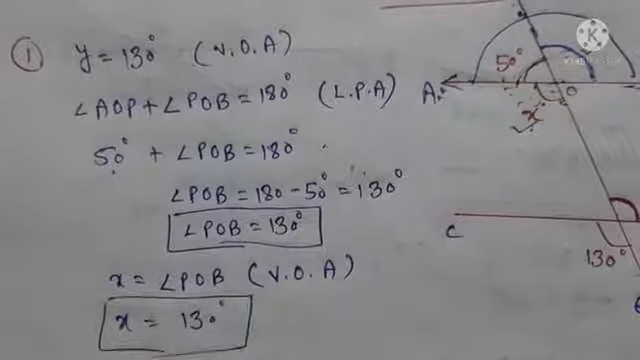 ① y = 130° (V.O.A)
∠AOP + ∠POB = 180° (L.P.A)
50° + ∠POB = 180°
∠POB = 180 - 50° = 130°
∠POB = 130°
x = ∠POB (V.O.A)
x = 130°
50°
A
O
x
C
130°
K